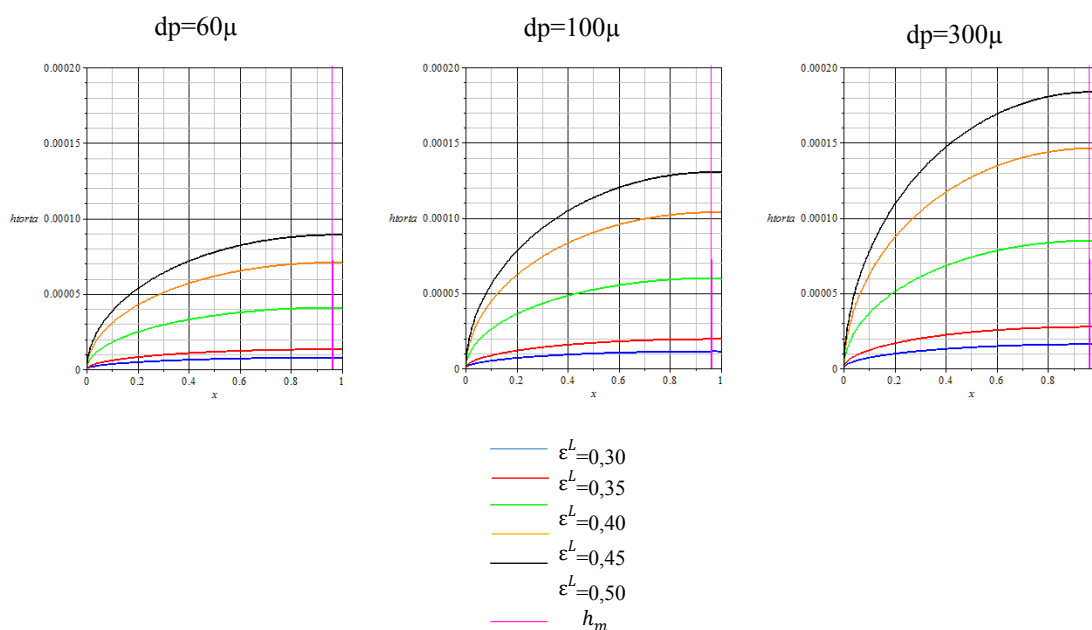 dp=60µ
dp=100µ
dp=300µ
0.00020
0.00015
htorta 0.00010
0.00005
0
0 0.2 0.4 0.6 0.8 1
x
0.00020
0.00015
htorta 0.00010
0.00005
0
0 0.2 0.4 0.6 0.8 1
x
0.00020
0.00015
htorta 0.00010
0.00005
0
0 0.2 0.4 0.6 0.8
x
ε^L=0,30
ε^L=0,35
ε^L=0,40
ε^L=0,45
ε^L=0,50
h_m